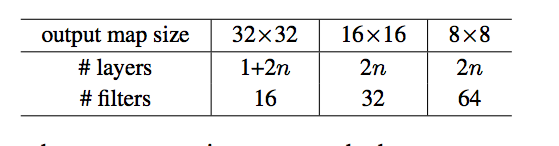 output map size 32×32 16×16 8×8
# layers 1+2n 2n 2n
# filters 16 32 64